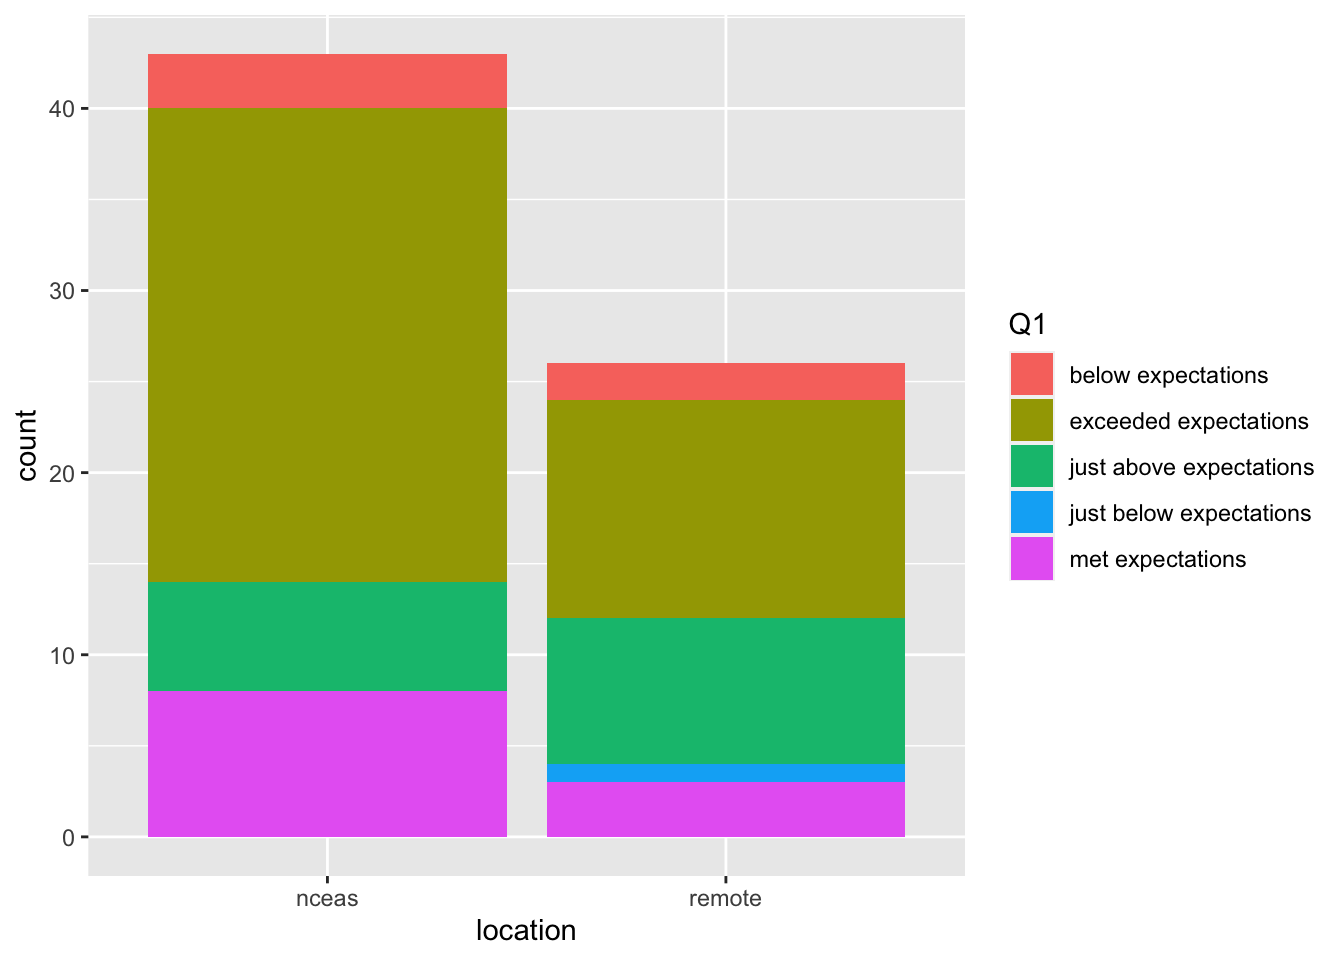 count
40
30
20
10
0
nceas
remote
location
Q1
below expectations
exceeded expectations
just above expectations
just below expectations
met expectations